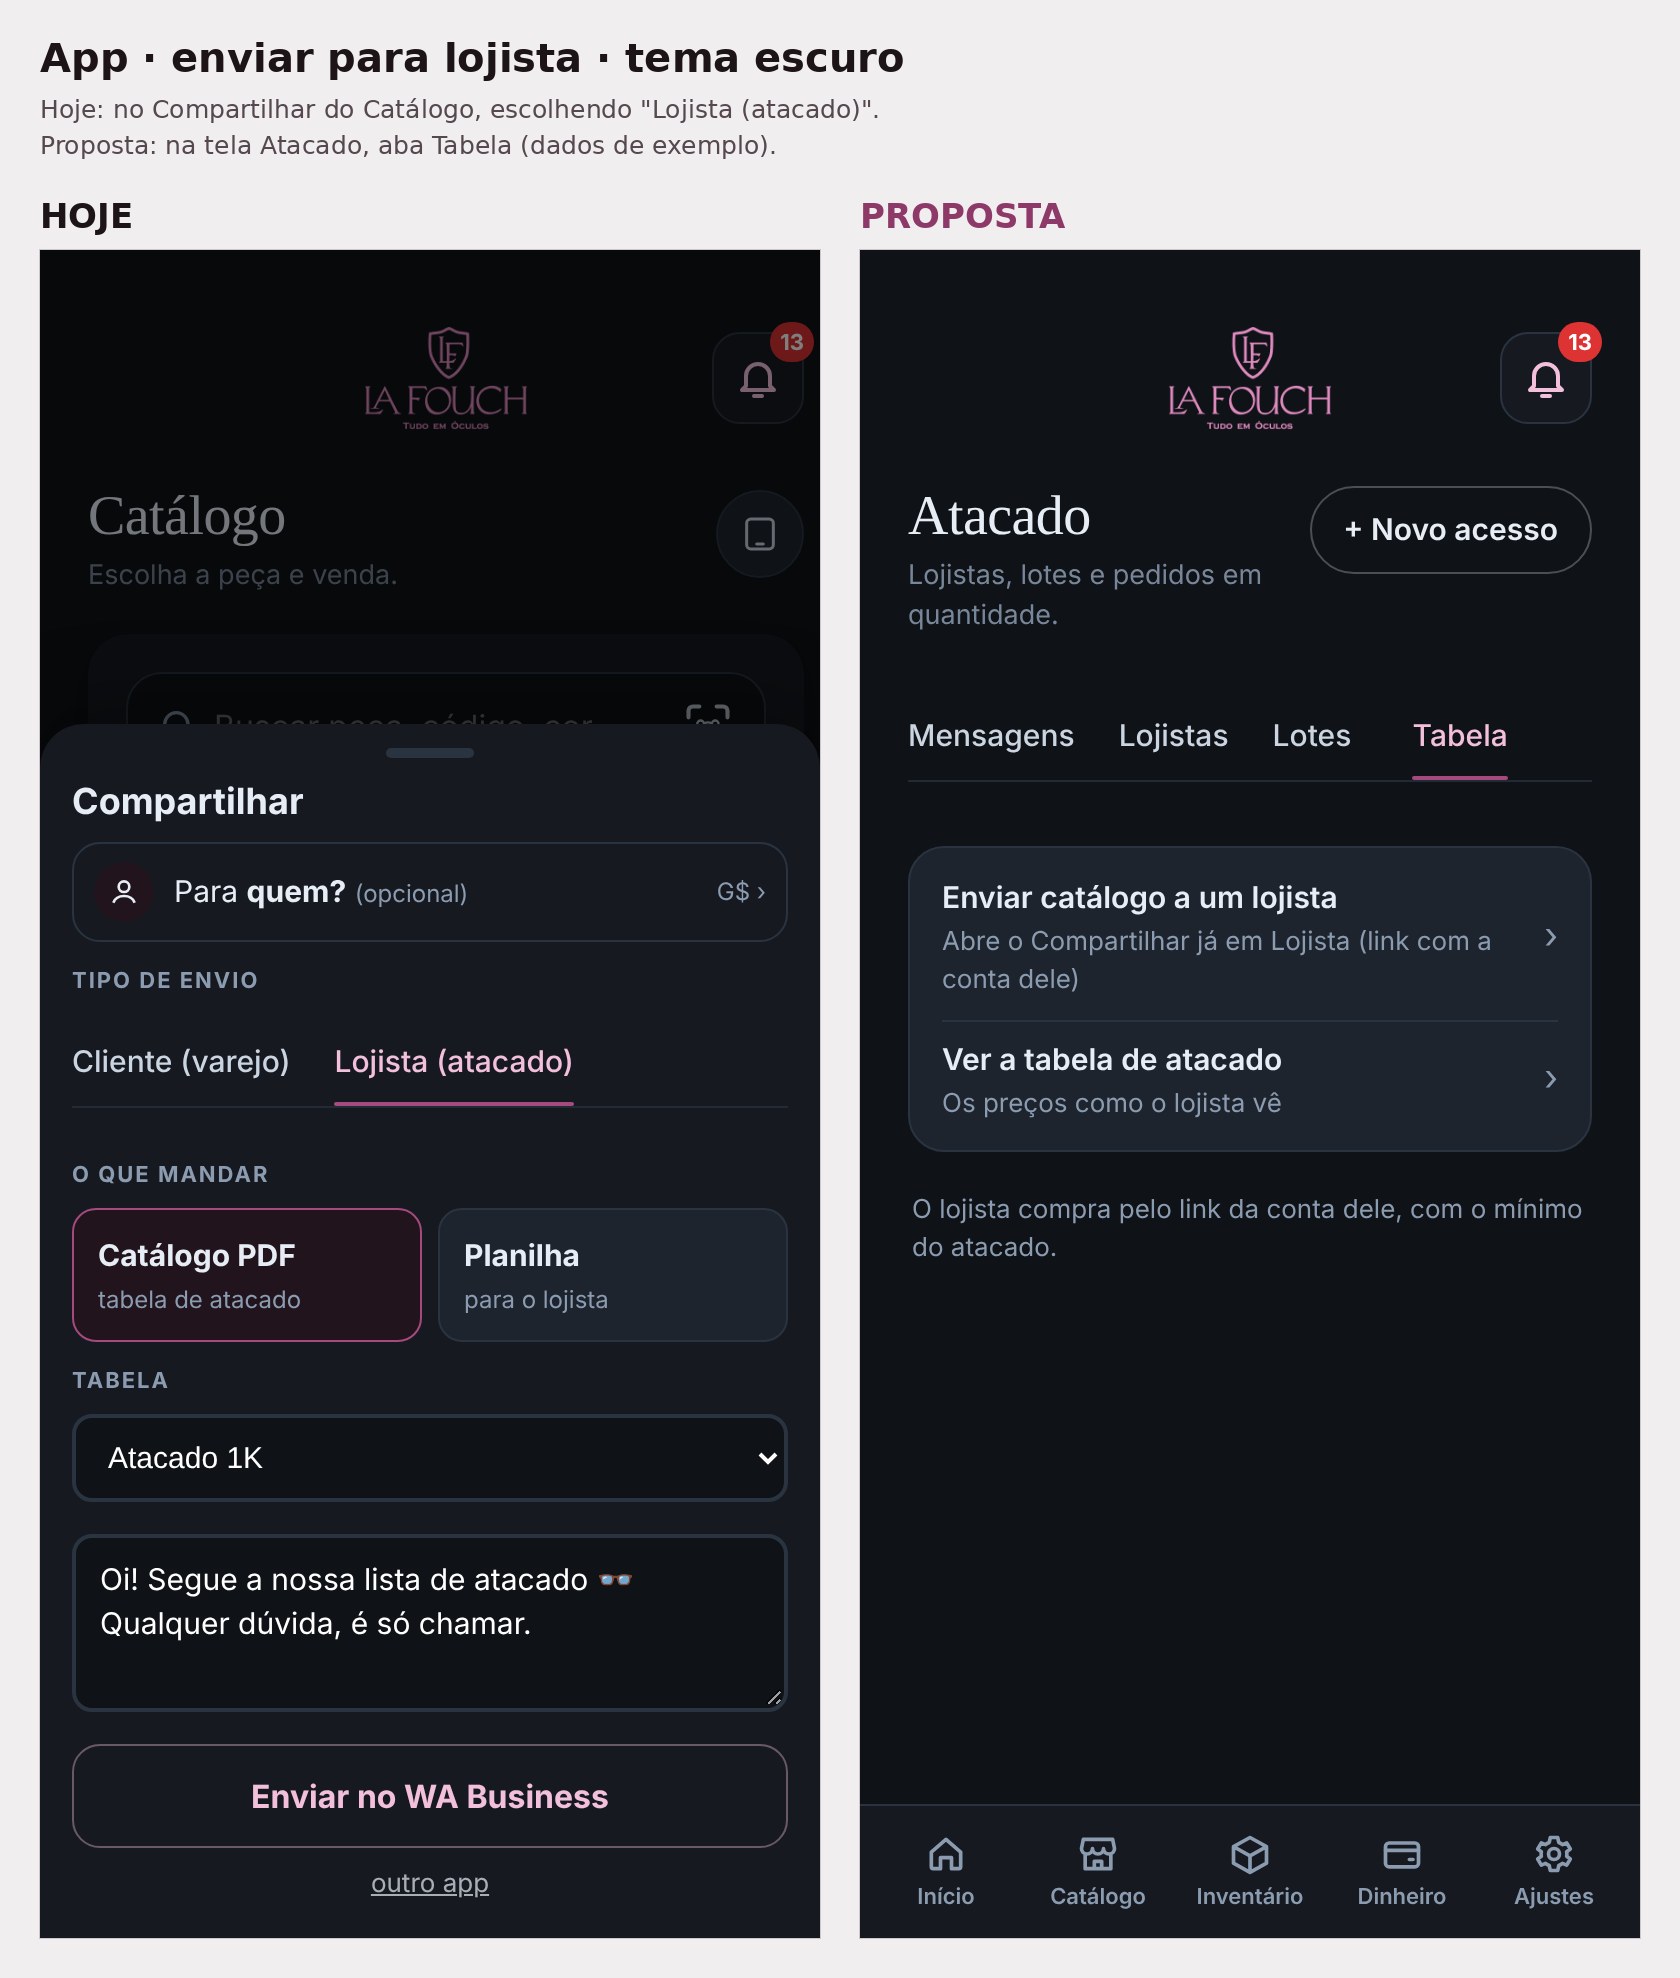 App · enviar para lojista · tema escuro
Hoje: no Compartilhar do Catálogo, escolhendo "Lojista (atacado)".
Proposta: na tela Atacado, aba Tabela (dados de exemplo).
HOJE
LF
LA FOUCH
TUDO EM ÓCULOS
13
Catálogo
Escolha a peça e venda.
Buscar peça, código, cor
Compartilhar
Para quem? (opcional)
G$ ›
TIPO DE ENVIO
Cliente (varejo)
Lojista (atacado)
O QUE MANDAR
Catálogo PDF
tabela de atacado
Planilha
para o lojista
TABELA
Atacado 1K
Oi! Segue a nossa lista de atacado 🕶️
Qualquer dúvida, é só chamar.
Enviar no WA Business
outro app
PROPOSTA
LF
LA FOUCH
TUDO EM ÓCULOS
13
Atacado
+ Novo acesso
Lojistas, lotes e pedidos em
quantidade.
Mensagens
Lojistas
Lotes
Tabela
Enviar catálogo a um lojista
Abre o Compartilhar já em Lojista (link com a
conta dele)
›
Ver a tabela de atacado
Os preços como o lojista vê
›
O lojista compra pelo link da conta dele, com o mínimo
do atacado.
Início
Catálogo
Inventário
Dinheiro
Ajustes